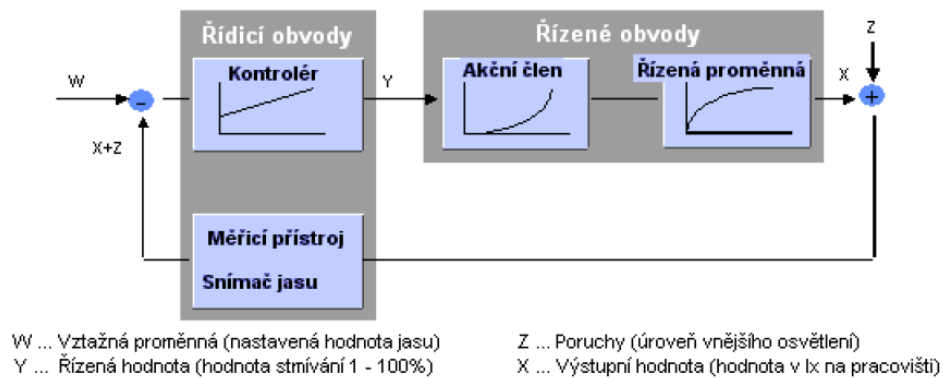 Řídicí obvody
Řízené obvody
Z
W
Kontrolér
Y
Akční člen
Řízená proměnná
X
-
+
X+Z
Měřicí přístroj
Snímač jasu
W ... Vztažná proměnná (nastavená hodnota jasu)
Z ... Poruchy (úroveň vnějšího osvětlení)
Y ... Řízená hodnota (hodnota stmívání 1 - 100%)
X ... Výstupní hodnota (hodnota v lx na pracovišti)